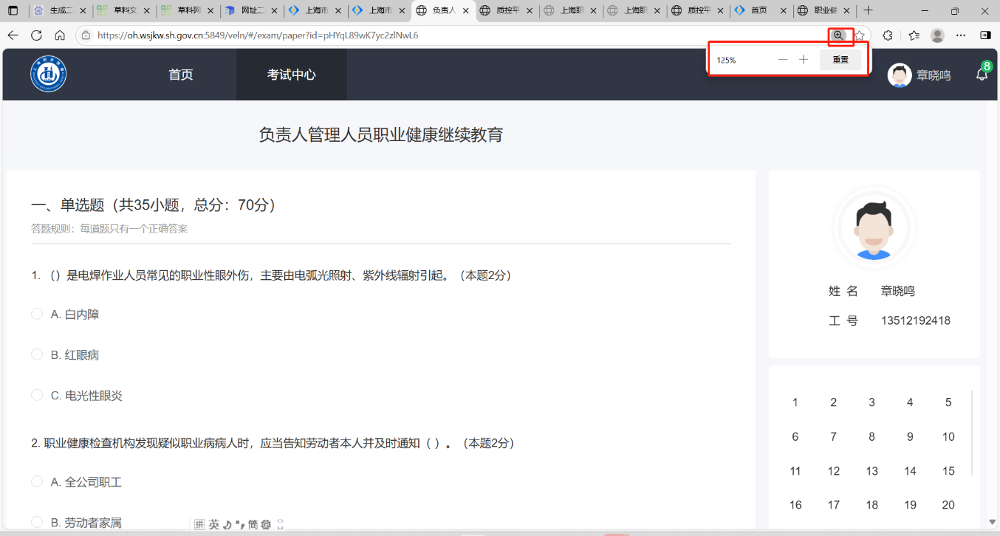 生成二
草料文
草料网
网址二
上海市
上海市
负责人
质控平
上海职
上海职
质控平
首页
职业健
https://oh.wsjkw.sh.gov.cn:5849/veln/#/exam/paper?id=pHYqL89wK7yc2zlNwL6
125%
重置
首页
考试中心
章晓鸣
8
负责人管理人员职业健康继续教育
一、单选题（共35小题，总分：70分）
答题规则：每道题只有一个正确答案
1. （）是电焊作业人员常见的职业性眼外伤，主要由电弧光照射、紫外线辐射引起。（本题2分）
A. 白内障
B. 红眼病
C. 电光性眼炎
2. 职业健康检查机构发现疑似职业病病人时，应当告知劳动者本人并及时通知（ ）。（本题2分）
A. 全公司职工
B. 劳动者家属
姓 名 章晓鸣
工 号 13512192418
1 2 3 4 5
6 7 8 9 10
11 12 13 14 15
16 17 18 19 20
拼 英 简